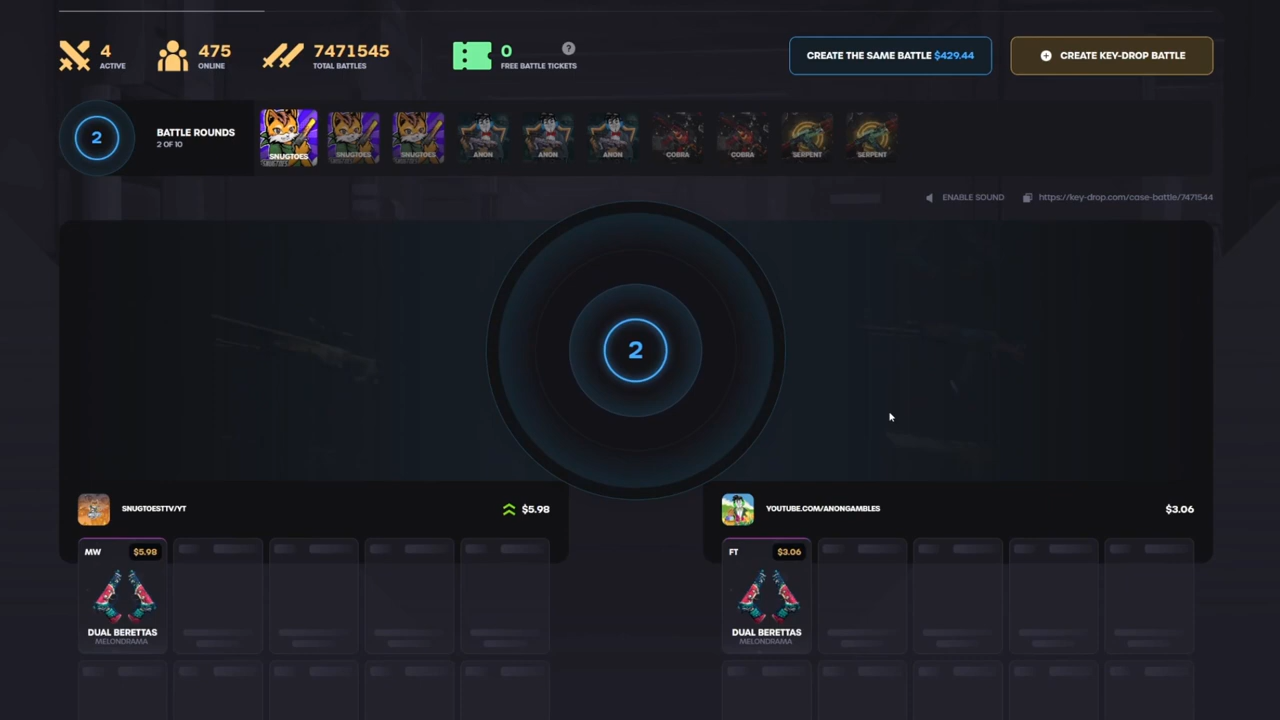 4
ACTIVE
475
ONLINE
7471545
TOTAL BATTLES
0
FREE BATTLE TICKETS
?
CREATE THE SAME BATTLE $429.44
CREATE KEY-DROP BATTLE
2
BATTLE ROUNDS
2 OF 10
SNUGTOES
SNUGTOES
SNUGTOES
ANON
ANON
ANON
COBRA
COBRA
SERPENT
SERPENT
ENABLE SOUND
https://key-drop.com/case-battle/7471544
2
SNUGTOESTTV/YT
$5.98
YOUTUBE.COM/ANONGAMBLES
$3.06
MW
$5.98
DUAL BERETTAS
MELONDRAMA
FT
$3.06
DUAL BERETTAS
MELONDRAMA